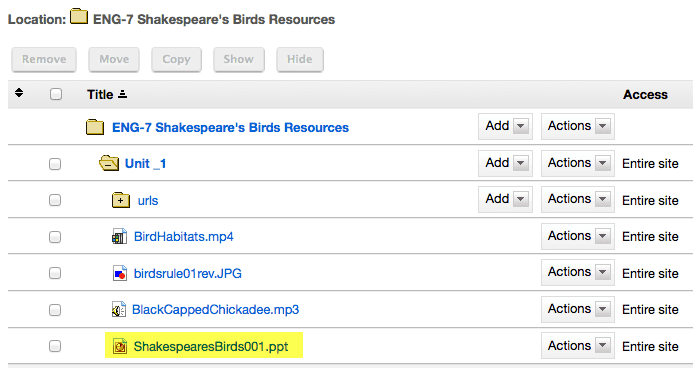 Location: ENG-7 Shakespeare's Birds Resources
Remove Move Copy Show Hide
Title Access
ENG-7 Shakespeare's Birds Resources Add Actions
Unit _1 Add Actions Entire site
urls Add Actions Entire site
BirdHabitats.mp4 Actions Entire site
birdsrule01rev.JPG Actions Entire site
BlackCappedChickadee.mp3 Actions Entire site
ShakespearesBirds001.ppt Actions Entire site